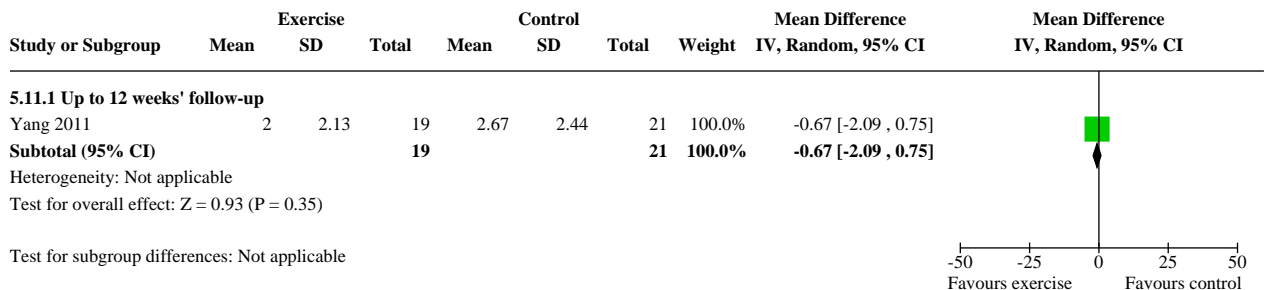 Exercise Control Mean Difference Mean Difference
Study or Subgroup Mean SD Total Mean SD Total Weight IV, Random, 95% CI IV, Random, 95% CI
5.11.1 Up to 12 weeks' follow-up
Yang 2011 2 2.13 19 2.67 2.44 21 100.0% -0.67 [-2.09 , 0.75]
Subtotal (95% CI) 19 21 100.0% -0.67 [-2.09 , 0.75]
Heterogeneity: Not applicable
Test for overall effect: Z = 0.93 (P = 0.35)
Test for subgroup differences: Not applicable
-50 -25 0 25 50
Favours exercise Favours control